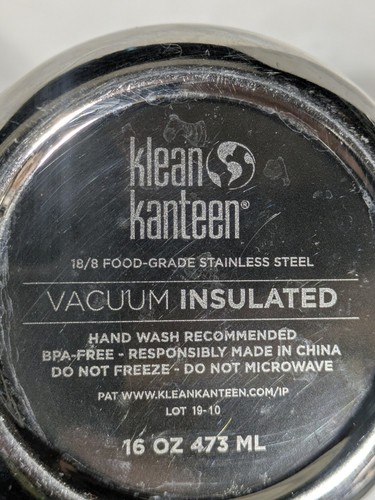 klean
kanteen®
18/8 FOOD-GRADE STAINLESS STEEL
VACUUM INSULATED
HAND WASH RECOMMENDED
BPA-FREE - RESPONSIBLY MADE IN CHINA
DO NOT FREEZE - DO NOT MICROWAVE
PAT WWW.KLEANKANTEEN.COM/IP
LOT 19-10
16 OZ 473 ML